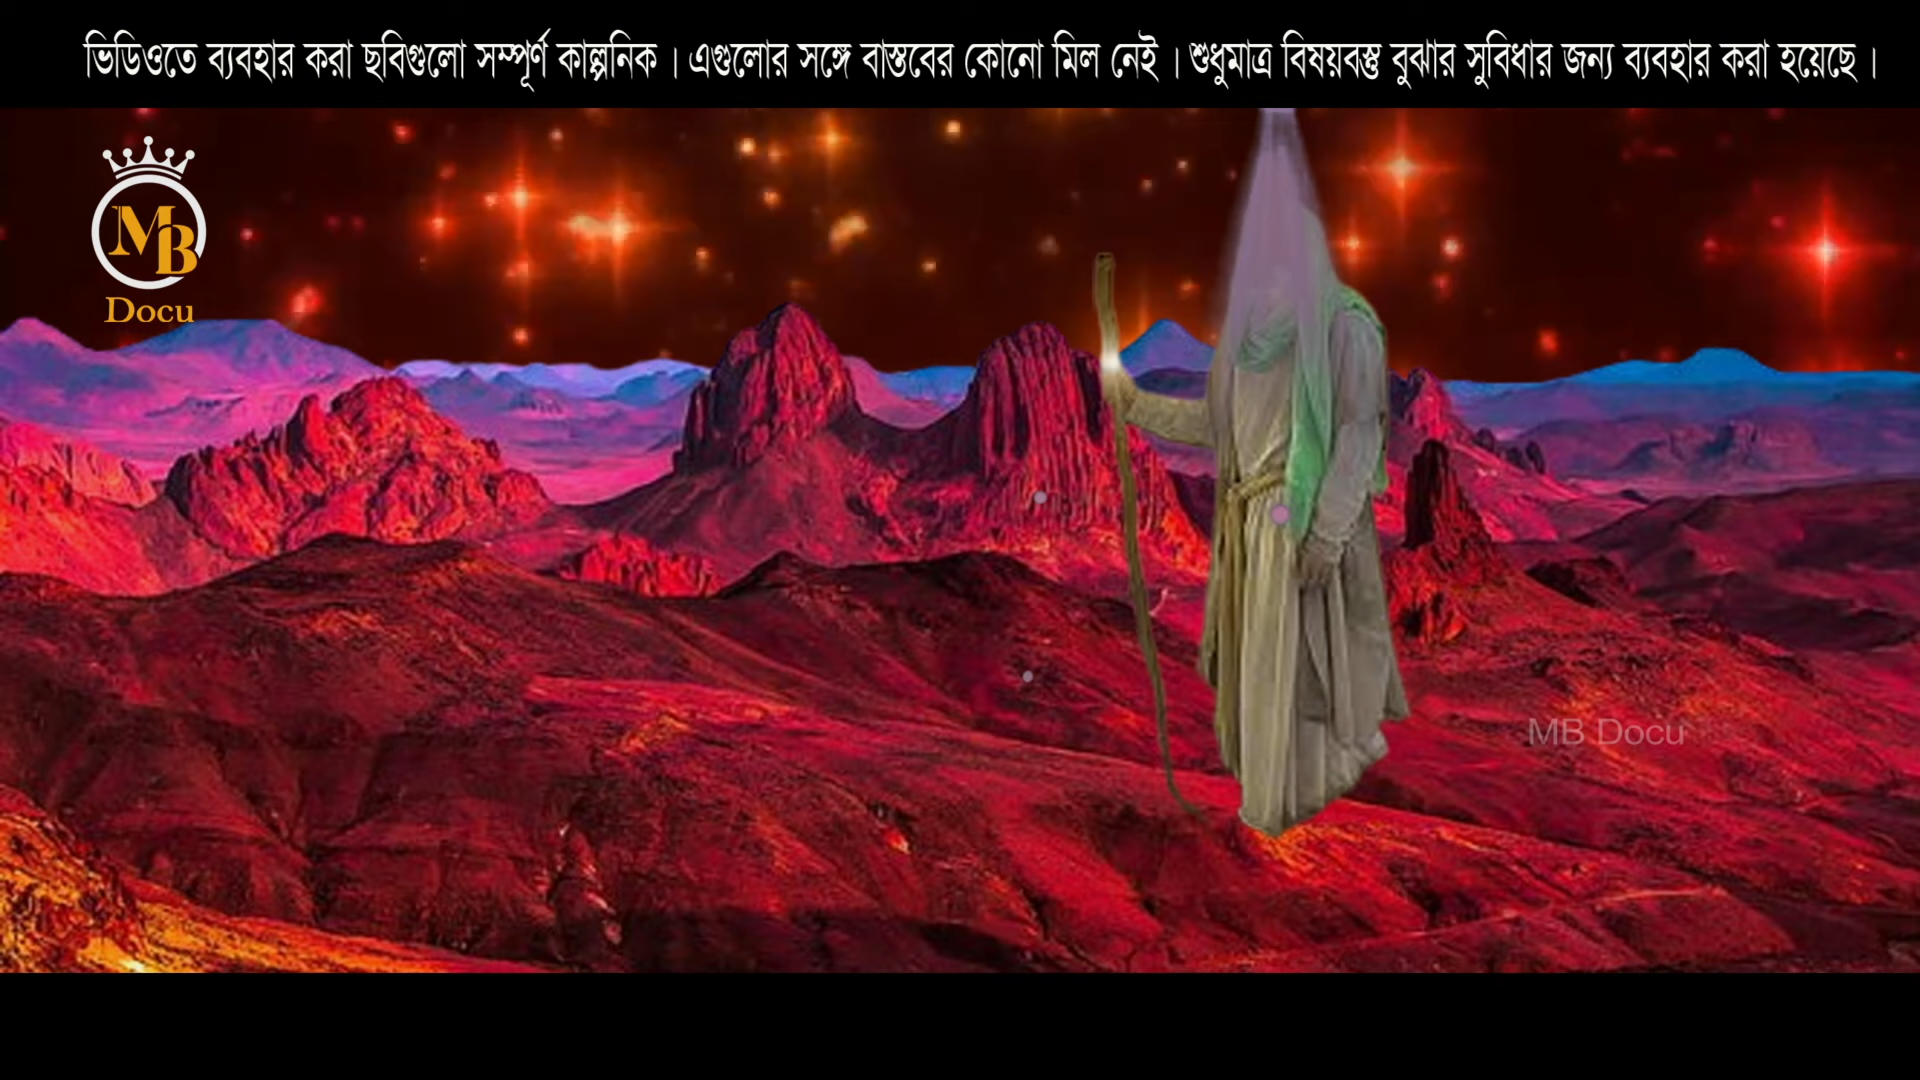 ভিডিওতে ব্যবহার করা ছবিগুলো সম্পূর্ণ কাল্পনিক । এগুলোর সঙ্গে বাস্তবের কোনো মিল নেই । শুধুমাত্র বিষয়বস্তু বুঝার সুবিধার জন্য ব্যবহার করা হয়েছে ।
MB
Docu
MB Docu